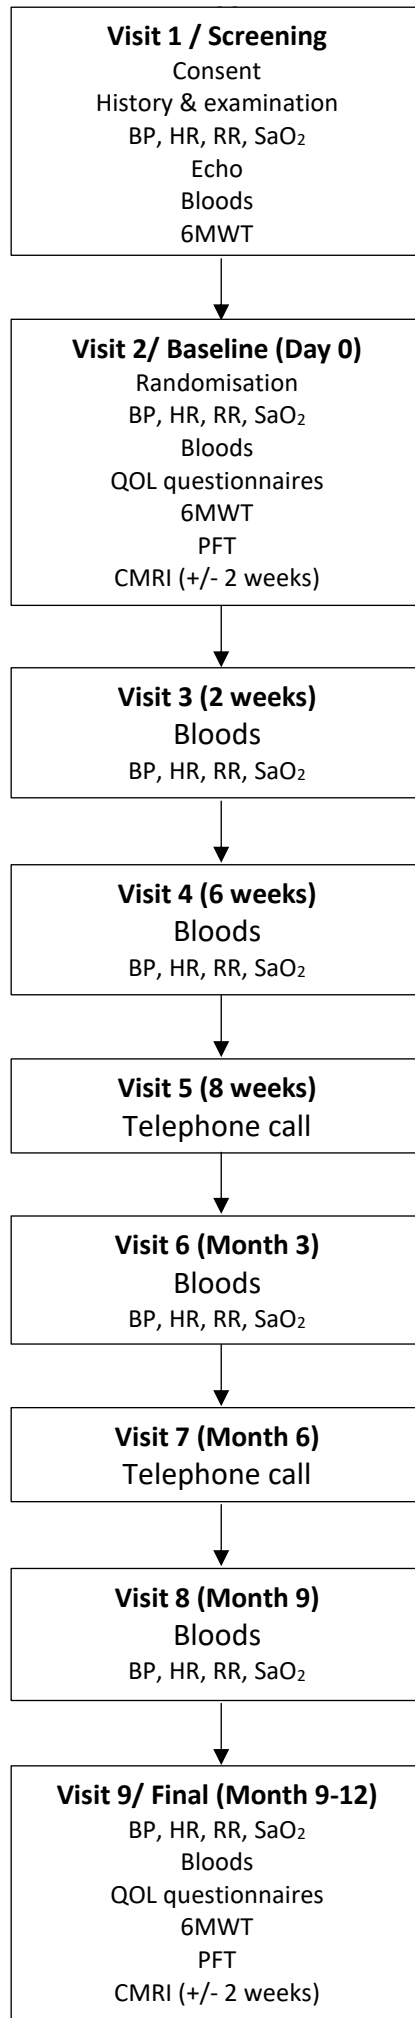 Visit 1 / Screening
Consent
History & examination
BP, HR, RR, SaO₂
Echo
Bloods
6MWT
Visit 2/ Baseline (Day 0)
Randomisation
BP, HR, RR, SaO₂
Bloods
QOL questionnaires
6MWT
PFT
CMRI (+/- 2 weeks)
Visit 3 (2 weeks)
Bloods
BP, HR, RR, SaO₂
Visit 4 (6 weeks)
Bloods
BP, HR, RR, SaO₂
Visit 5 (8 weeks)
Telephone call
Visit 6 (Month 3)
Bloods
BP, HR, RR, SaO₂
Visit 7 (Month 6)
Telephone call
Visit 8 (Month 9)
Bloods
BP, HR, RR, SaO₂
Visit 9/ Final (Month 9-12)
BP, HR, RR, SaO₂
Bloods
QOL questionnaires
6MWT
PFT
CMRI (+/- 2 weeks)